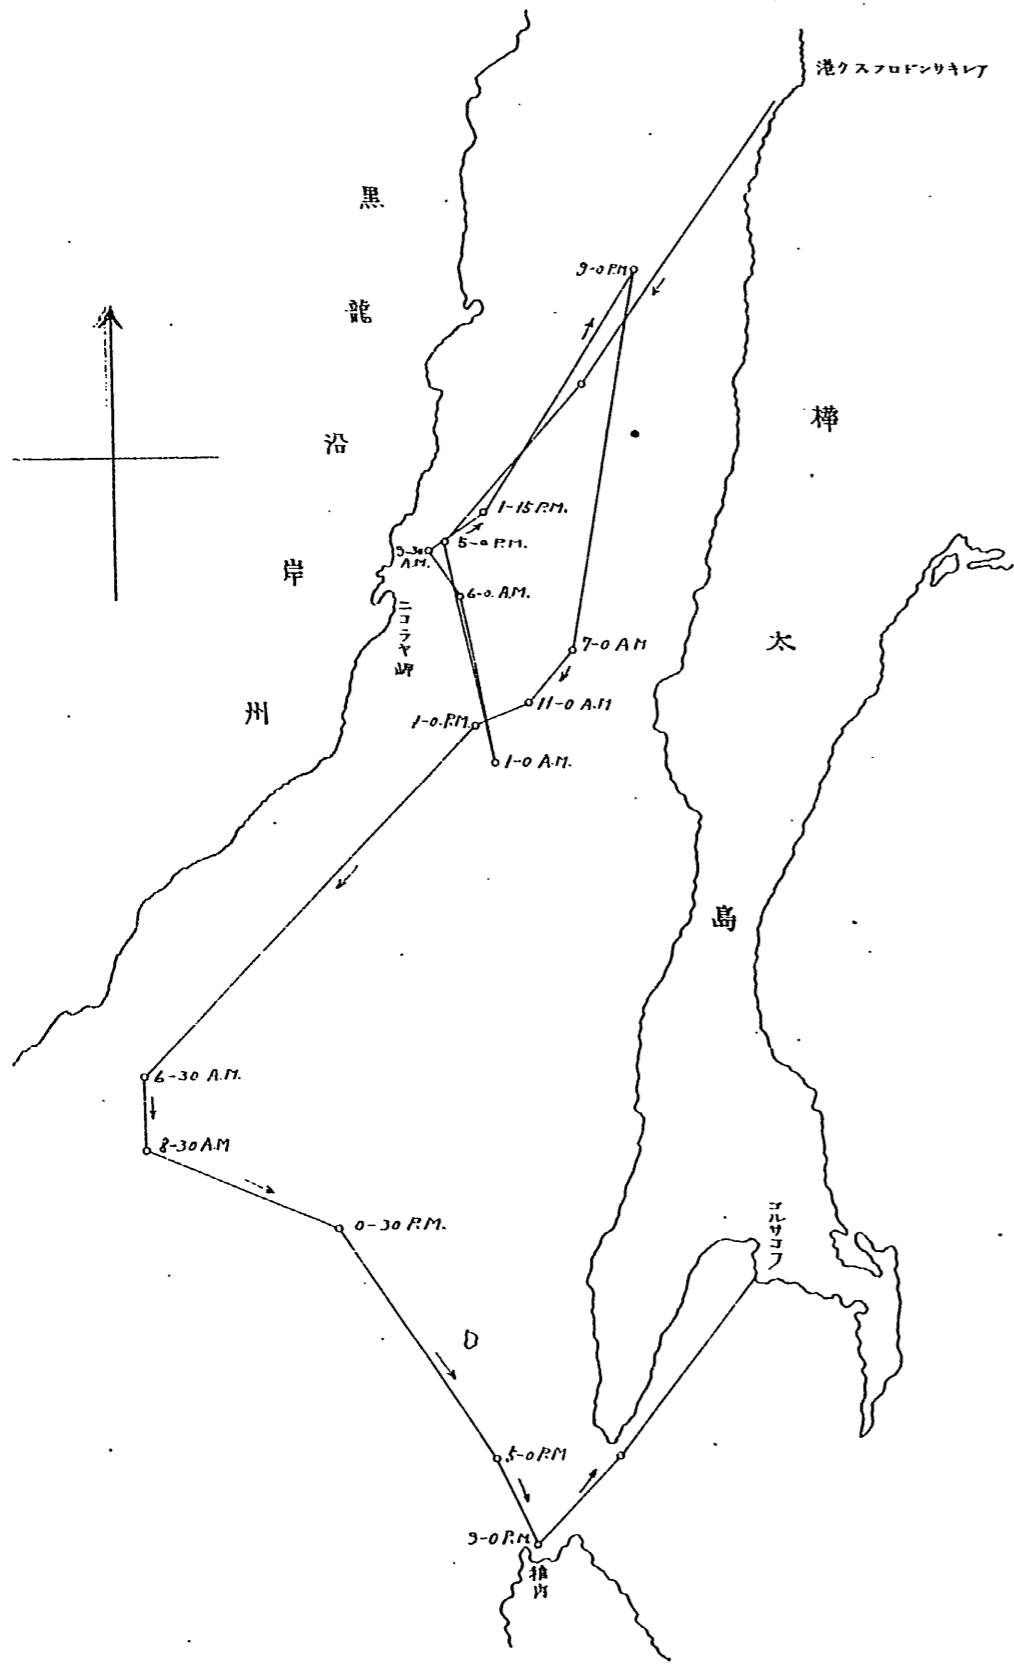 港クスフロドンサキレア
黒龍沿岸州
9-0 P.M
樺太島
1-15 P.M.
5-0 P.M.
9-30 A.M.
6-0. A.M.
ニコラヤ岬
7-0 A M
11-0 A.M
1-0. P.M.
1-0 A.M.
6-30 A.M.
8-30 A.M
0-30 P.M.
コルサコフ
5-0 P.M
9-0 P.M
稚内